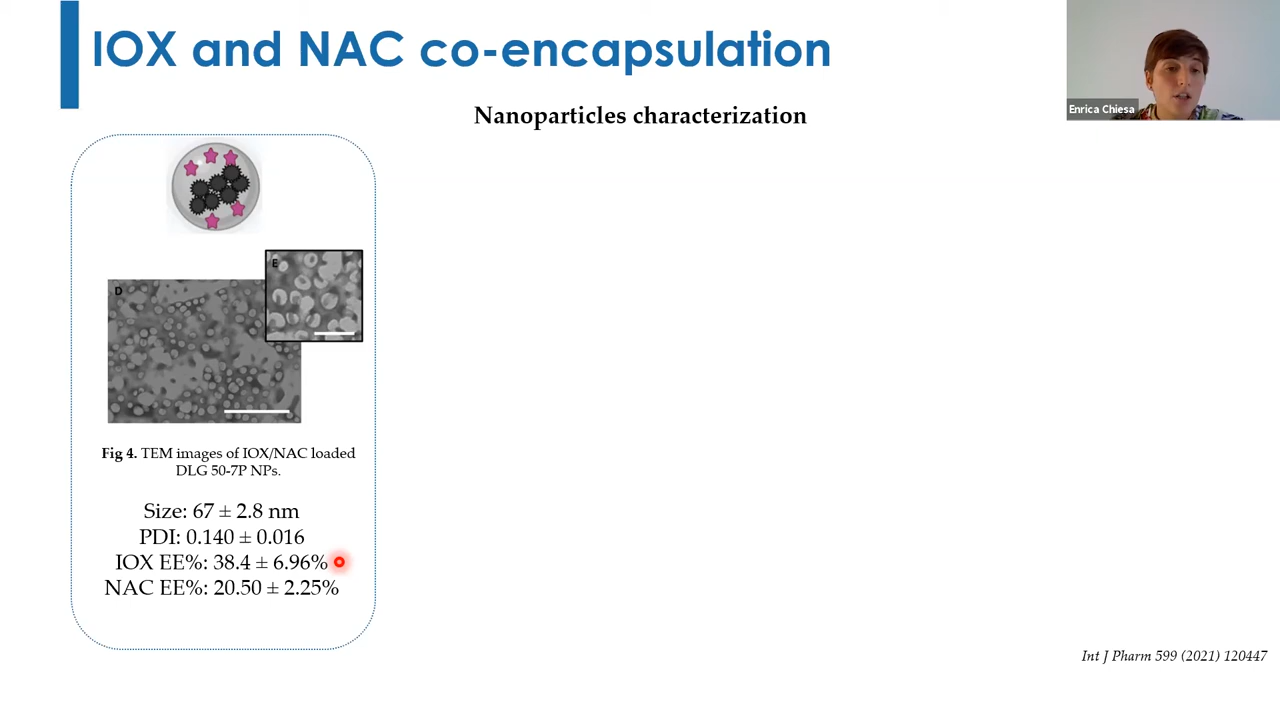 IOX and NAC co-encapsulation
Nanoparticles characterization
Enrica Chiesa
E
D
Fig 4. TEM images of IOX/NAC loaded
DLG 50-7P NPs.
Size: 67 ± 2.8 nm
PDI: 0.140 ± 0.016
IOX EE%: 38.4 ± 6.96%
NAC EE%: 20.50 ± 2.25%
Int J Pharm 599 (2021) 120447